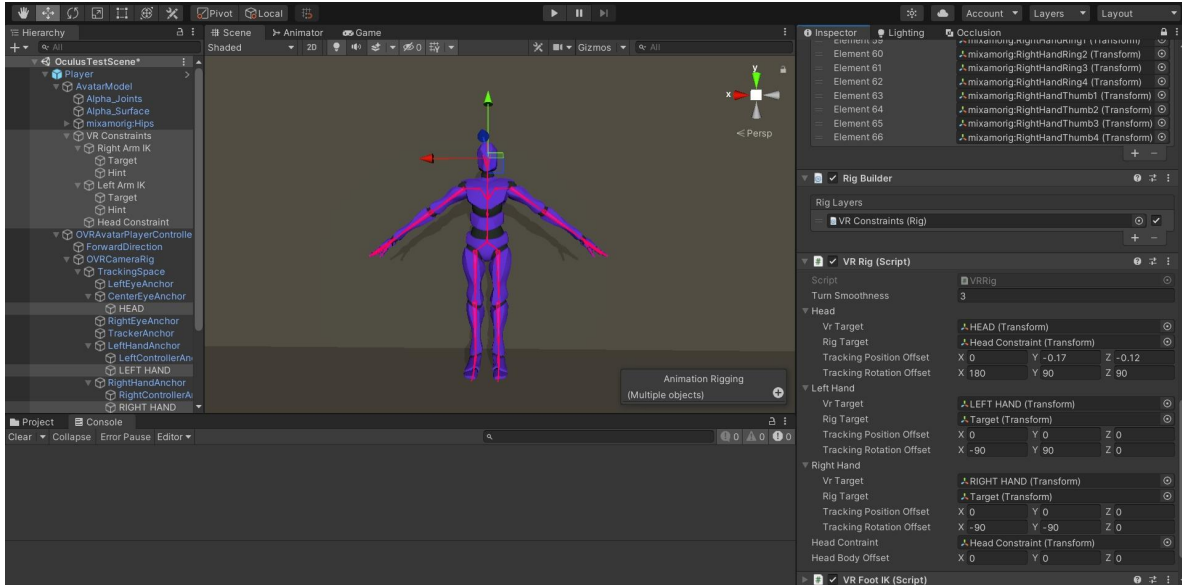 Pivot Local
Account Layers Layout
Hierarchy
All
OculusTestScene*
Player
AvatarModel
Alpha_Joints
Alpha_Surface
mixamorig:Hips
VR Constraints
Right Arm IK
Target
Hint
Left Arm IK
Target
Hint
Head Constraint
OVRAvatarPlayerControlle
ForwardDirection
OVRCameraRig
TrackingSpace
LeftEyeAnchor
CenterEyeAnchor
HEAD
RightEyeAnchor
TrackerAnchor
LeftHandAnchor
LeftControllerAn
LEFT HAND
RightHandAnchor
RightControllerA
RIGHT HAND
Scene Animator Game
Shaded 2D 0 Gizmos All
y
x
Persp
Animation Rigging
(Multiple objects)
Project Console
Clear Collapse Error Pause Editor 0 0 0
Inspector Lighting Occlusion
Element 59 mixamorig:RightHandRing1 (Transform)
Element 60 mixamorig:RightHandRing2 (Transform)
Element 61 mixamorig:RightHandRing3 (Transform)
Element 62 mixamorig:RightHandRing4 (Transform)
Element 63 mixamorig:RightHandThumb1 (Transform)
Element 64 mixamorig:RightHandThumb2 (Transform)
Element 65 mixamorig:RightHandThumb3 (Transform)
Element 66 mixamorig:RightHandThumb4 (Transform)
Rig Builder
Rig Layers
VR Constraints (Rig)
VR Rig (Script)
Script VRRig
Turn Smoothness 3
Head
Vr Target HEAD (Transform)
Rig Target Head Constraint (Transform)
Tracking Position Offset X 0 Y -0.17 Z -0.12
Tracking Rotation Offset X 180 Y 90 Z 90
Left Hand
Vr Target LEFT HAND (Transform)
Rig Target Target (Transform)
Tracking Position Offset X 0 Y 0 Z 0
Tracking Rotation Offset X -90 Y 90 Z 0
Right Hand
Vr Target RIGHT HAND (Transform)
Rig Target Target (Transform)
Tracking Position Offset X 0 Y 0 Z 0
Tracking Rotation Offset X -90 Y -90 Z 0
Head Contraint Head Constraint (Transform)
Head Body Offset X 0 Y 0 Z 0
VR Foot IK (Script)